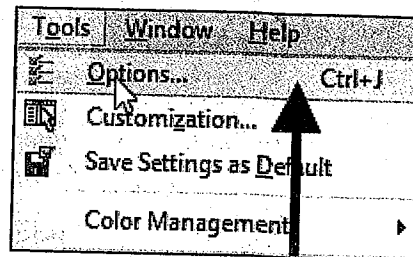 Tools Window Help
Options... Ctrl+J
Customization...
Save Settings as Default
Color Management